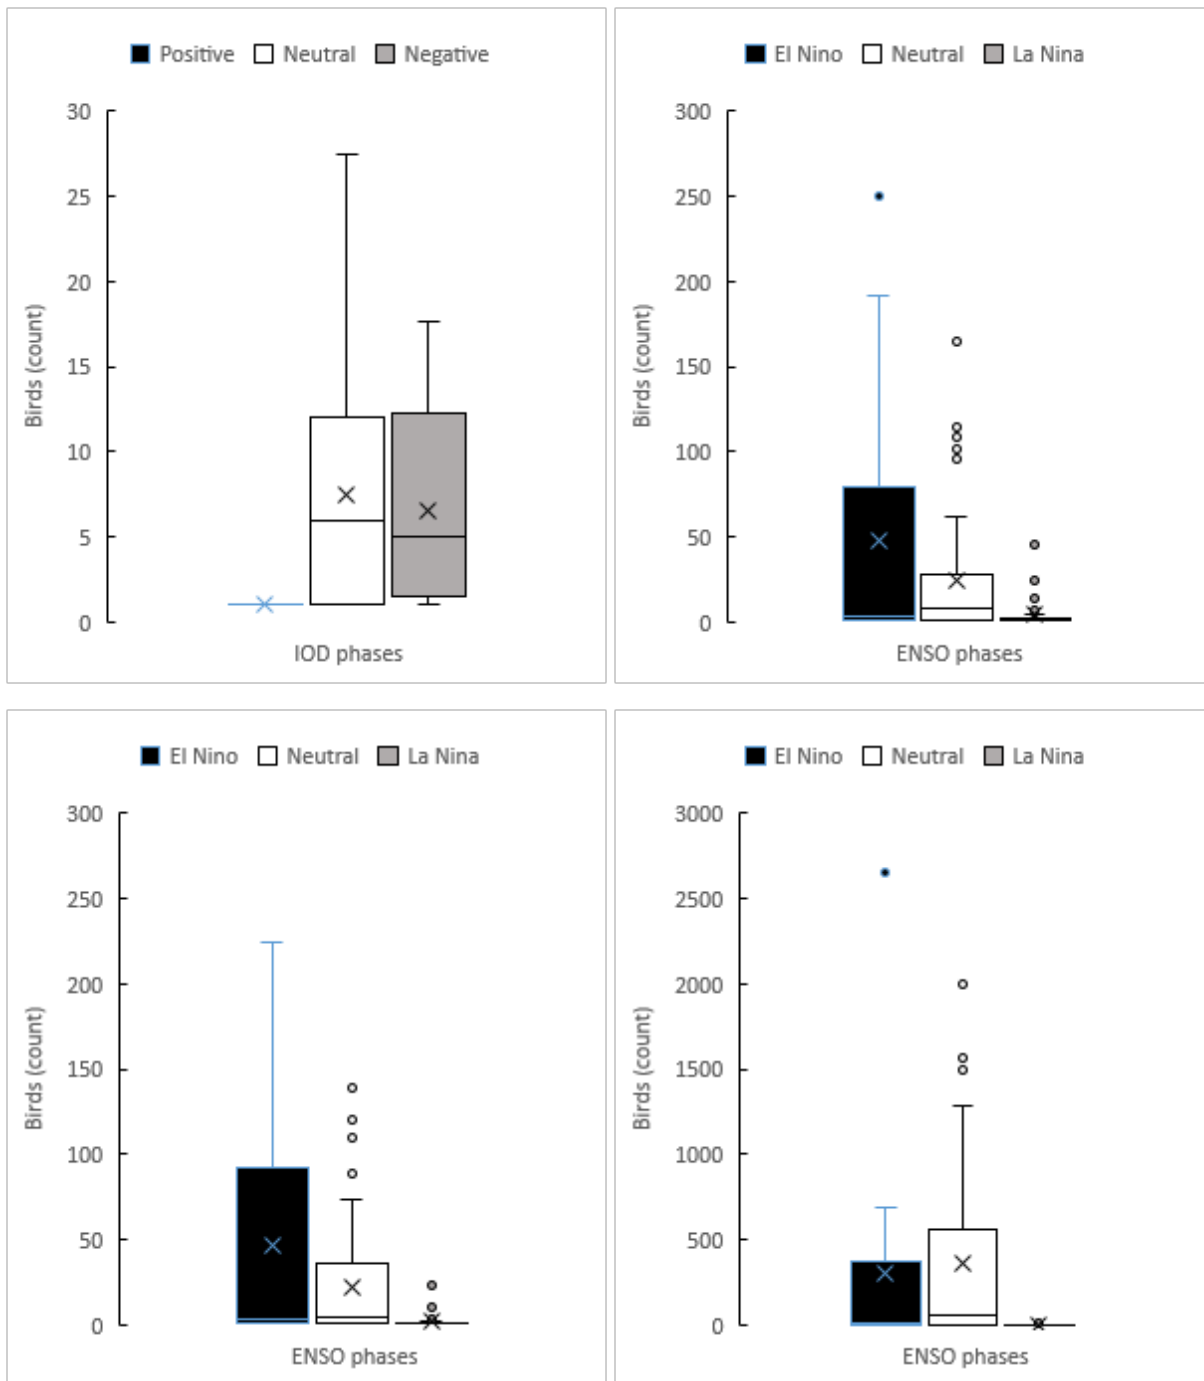 Positive Neutral Negative
30
25
20
15
10
5
0
Birds (count)
IOD phases
El Nino Neutral La Nina
300
250
200
150
100
50
0
Birds (count)
ENSO phases
El Nino Neutral La Nina
300
250
200
150
100
50
0
Birds (count)
ENSO phases
El Nino Neutral La Nina
3000
2500
2000
1500
1000
500
0
Birds (count)
ENSO phases